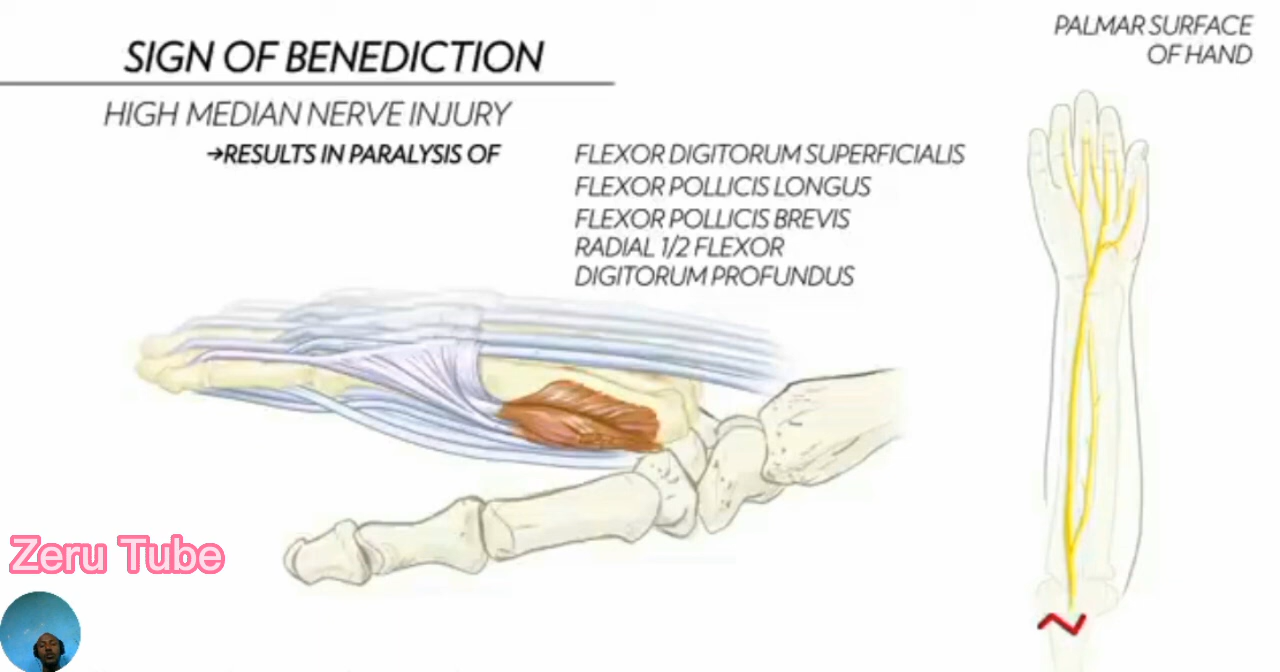 SIGN OF BENEDICTION
HIGH MEDIAN NERVE INJURY
→RESULTS IN PARALYSIS OF
FLEXOR DIGITORUM SUPERFICIALIS
FLEXOR POLLICIS LONGUS
FLEXOR POLLICIS BREVIS
RADIAL 1/2 FLEXOR
DIGITORUM PROFUNDUS
PALMAR SURFACE
OF HAND
Zeru Tube